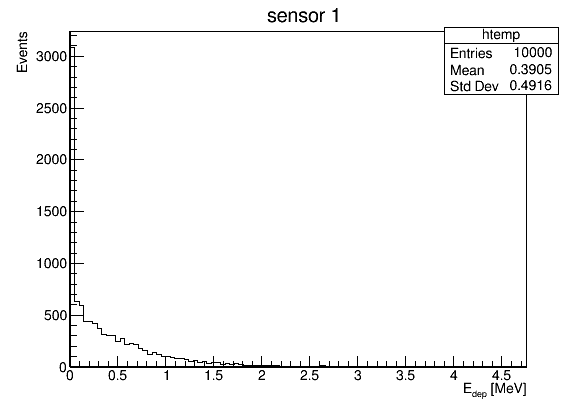 sensor 1
htemp
Entries 10000
Mean 0.3905
Std Dev 0.4916
Events
3000
2500
2000
1500
1000
500
0
0 0.5 1 1.5 2 2.5 3 3.5 4 4.5
E_dep [MeV]